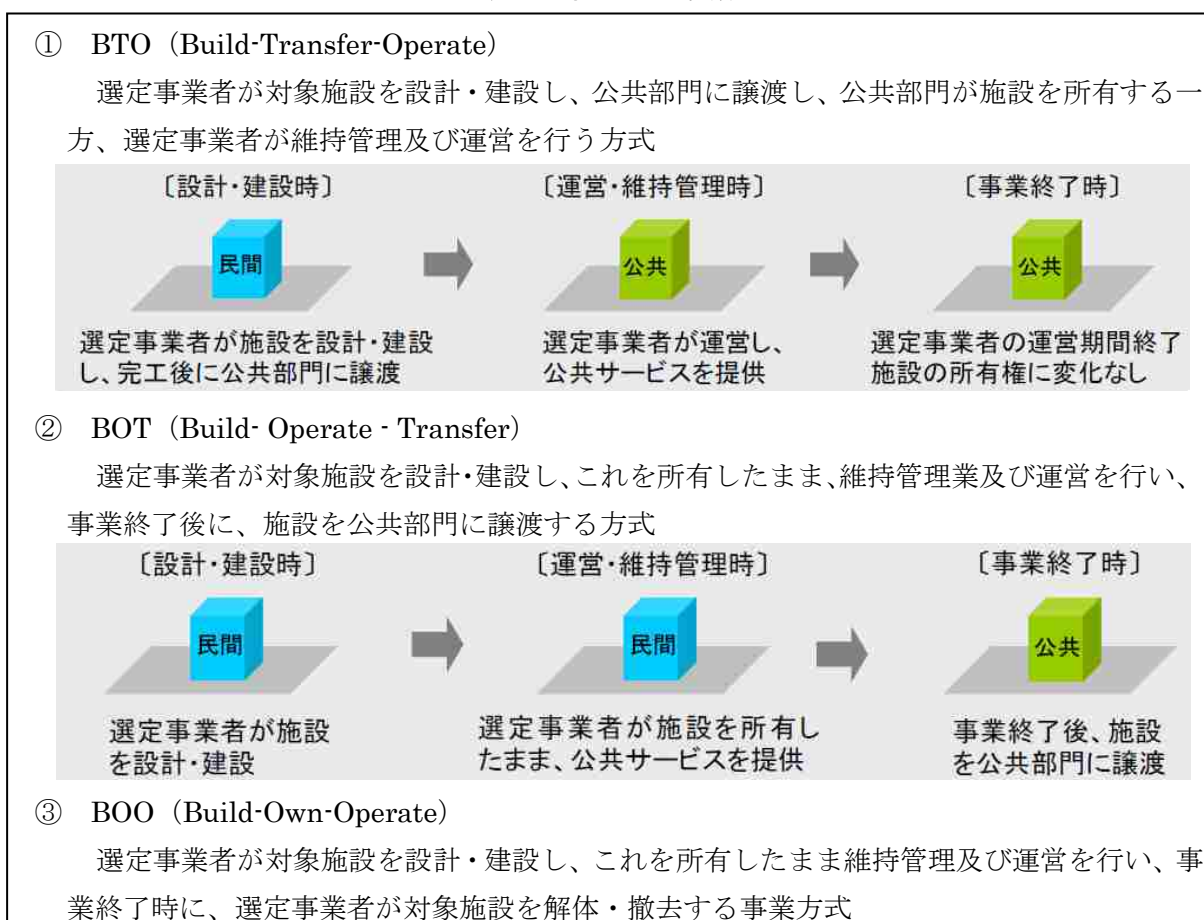 ① BTO（Build-Transfer-Operate）
選定事業者が対象施設を設計・建設し、公共部門に譲渡し、公共部門が施設を所有する一
方、選定事業者が維持管理及び運営を行う方式
〔設計・建設時〕 〔運営・維持管理時〕 〔事業終了時〕
民間 公共 公共
選定事業者が施設を設計・建設 選定事業者が運営し、 選定事業者の運営期間終了
し、完工後に公共部門に譲渡 公共サービスを提供 施設の所有権に変化なし
② BOT（Build- Operate - Transfer）
選定事業者が対象施設を設計・建設し、これを所有したまま、維持管理業及び運営を行い、
事業終了後に、施設を公共部門に譲渡する方式
〔設計・建設時〕 〔運営・維持管理時〕 〔事業終了時〕
民間 民間 公共
選定事業者が施設 選定事業者が施設を所有し 事業終了後、施設
を設計・建設 たまま、公共サービスを提供 を公共部門に譲渡
③ BOO（Build-Own-Operate）
選定事業者が対象施設を設計・建設し、これを所有したまま維持管理及び運営を行い、事
業終了時に、選定事業者が対象施設を解体・撤去する事業方式